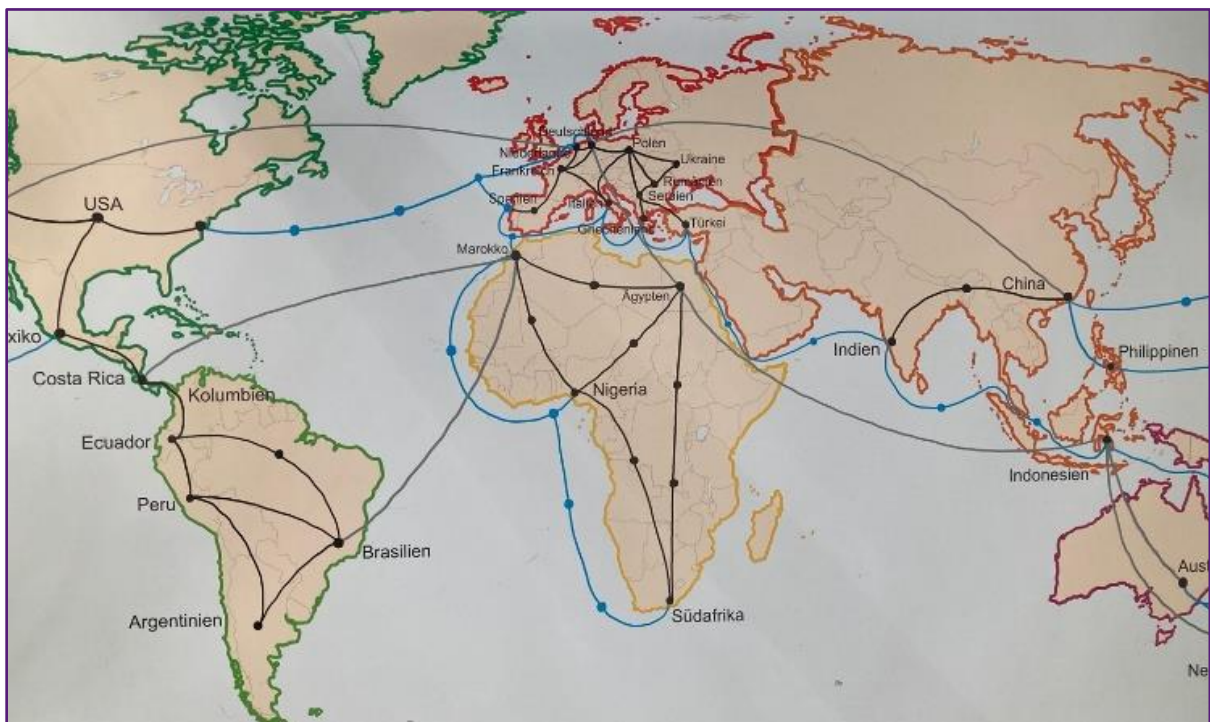 Deutschland
Polen
Niederlande
Ukraine
Frankreich
Rumänien
Spanien
Italien
Serbien
USA
Griechenland
Türkei
Marokko
Ägypten
China
xiko
Indien
Philippinen
Costa Rica
Kolumbien
Nigeria
Ecuador
Indonesien
Peru
Brasilien
Aust
Argentinien
Südafrika
Ne